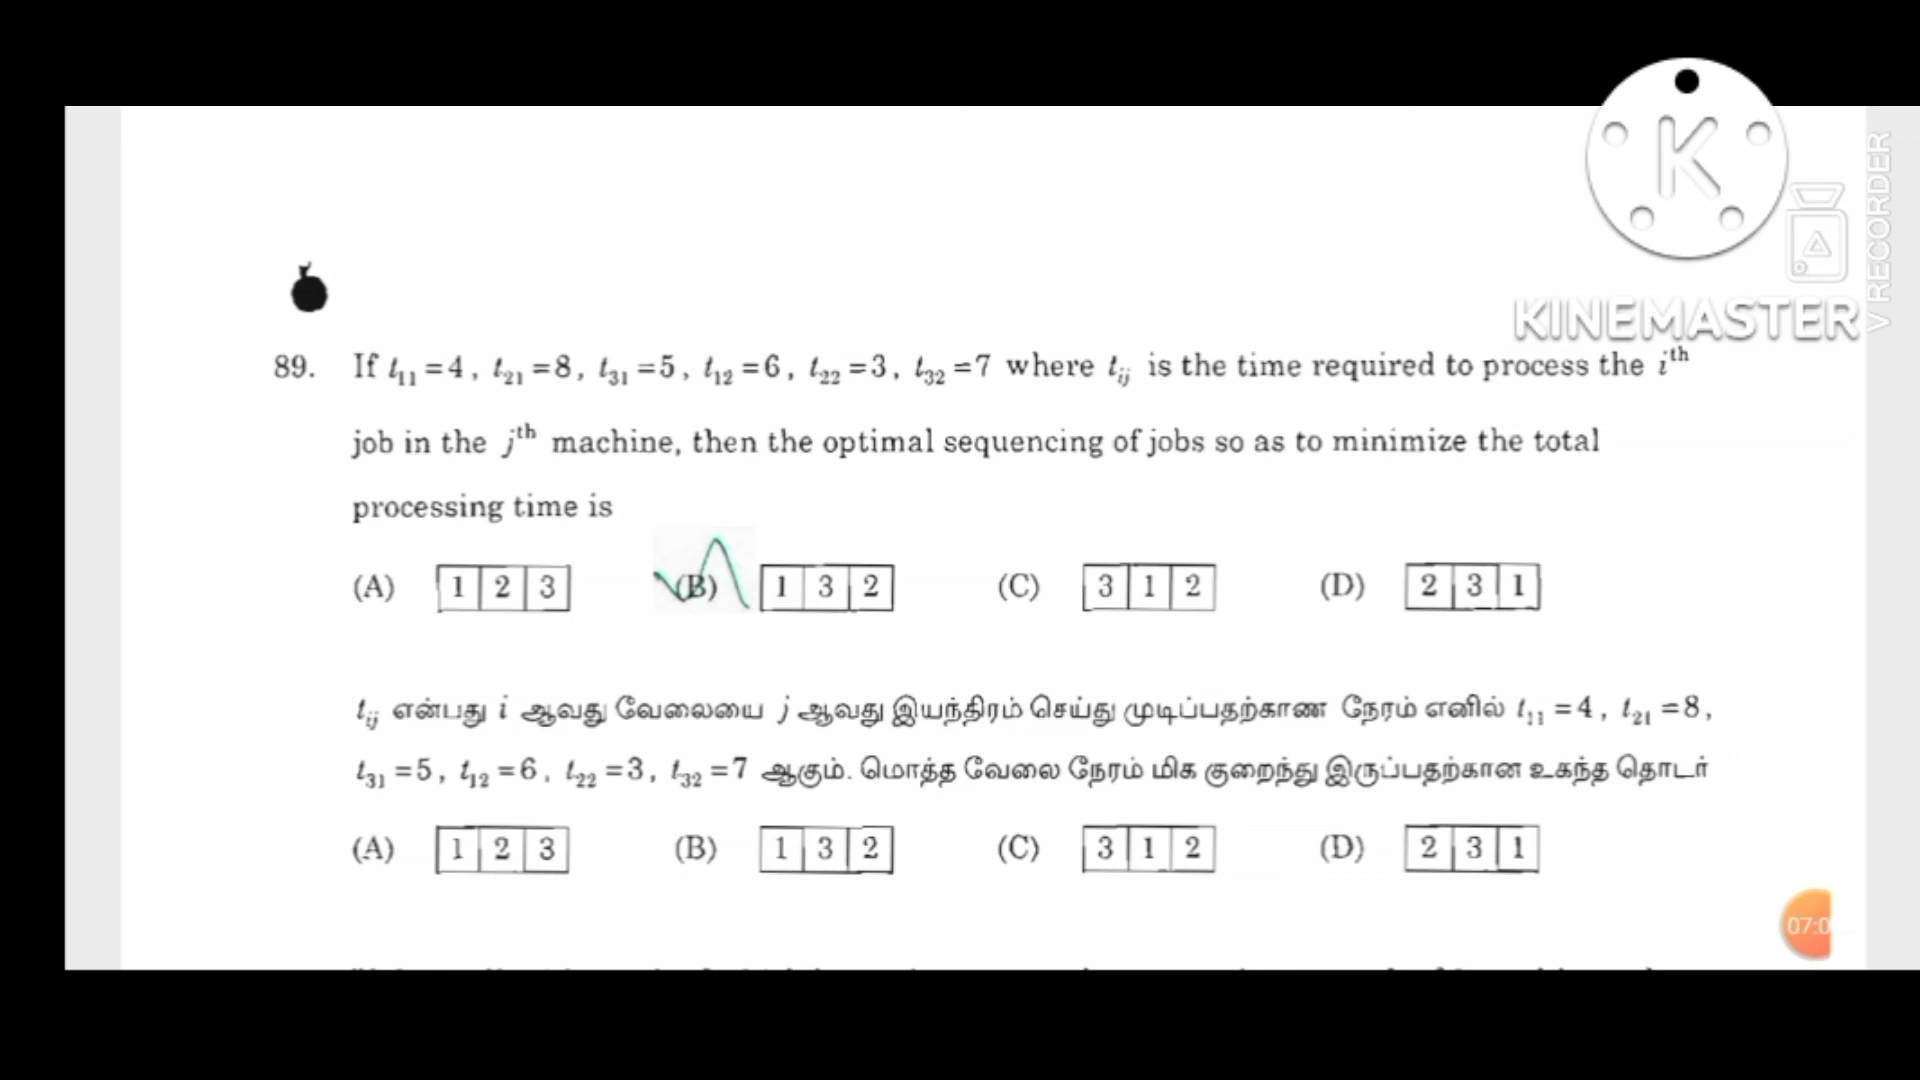 K
KINEMASTER
V RECORDER
89. If t₁₁ = 4, t₂₁ = 8, t₃₁ = 5, t₁₂ = 6, t₂₂ = 3, t₃₂ = 7 where tᵢⱼ is the time required to process the iᵗʰ
job in the jᵗʰ machine, then the optimal sequencing of jobs so as to minimize the total
processing time is
(A) 1 2 3 (B) 1 3 2 (C) 3 1 2 (D) 2 3 1
tᵢⱼ என்பது i ஆவது வேலையை j ஆவது இயந்திரம் செய்து முடிப்பதற்காண நேரம் எனில் t₁₁ = 4, t₂₁ = 8,
t₃₁ = 5, t₁₂ = 6, t₂₂ = 3, t₃₂ = 7 ஆகும். மொத்த வேலை நேரம் மிக குறைந்து இருப்பதற்கான உகந்த தொடர்
(A) 1 2 3 (B) 1 3 2 (C) 3 1 2 (D) 2 3 1
07:0